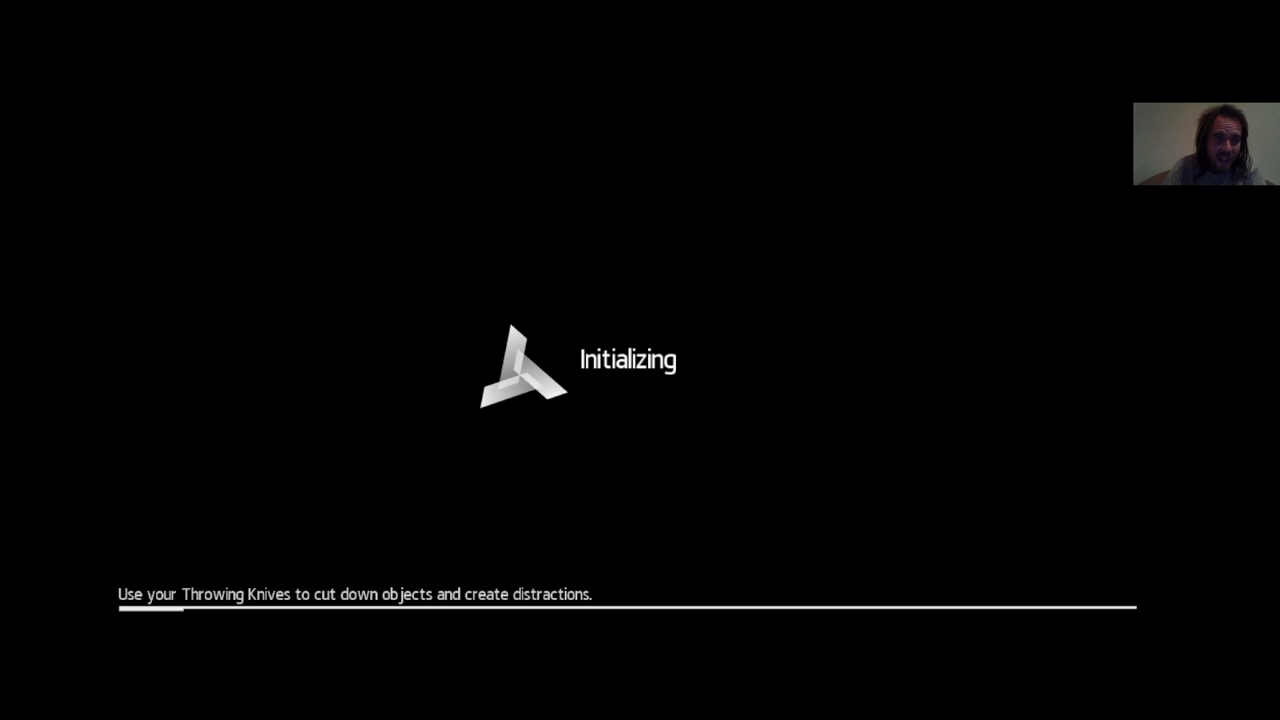 Initializing
Use your Throwing Knives to cut down objects and create distractions.